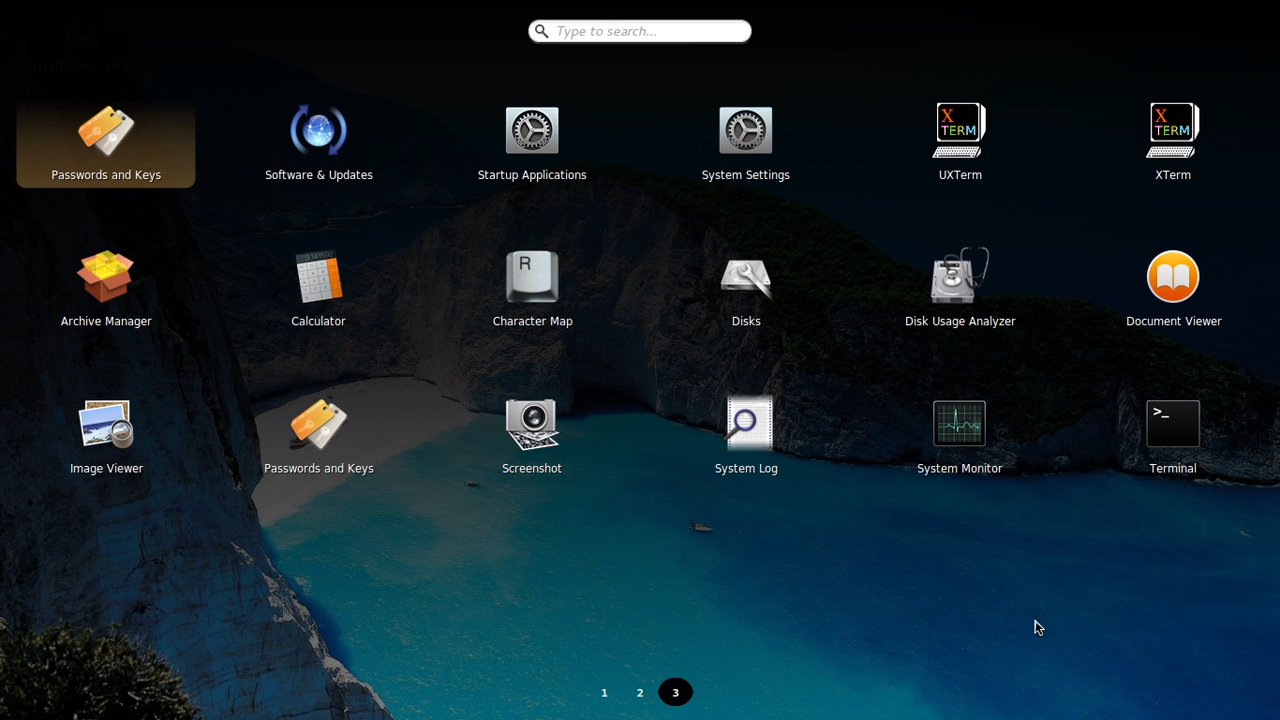 Type to search...
Passwords and Keys
Software & Updates
Startup Applications
System Settings
UXTerm
XTerm
Archive Manager
Calculator
Character Map
Disks
Disk Usage Analyzer
Document Viewer
Image Viewer
Passwords and Keys
Screenshot
System Log
System Monitor
Terminal
1 2 3